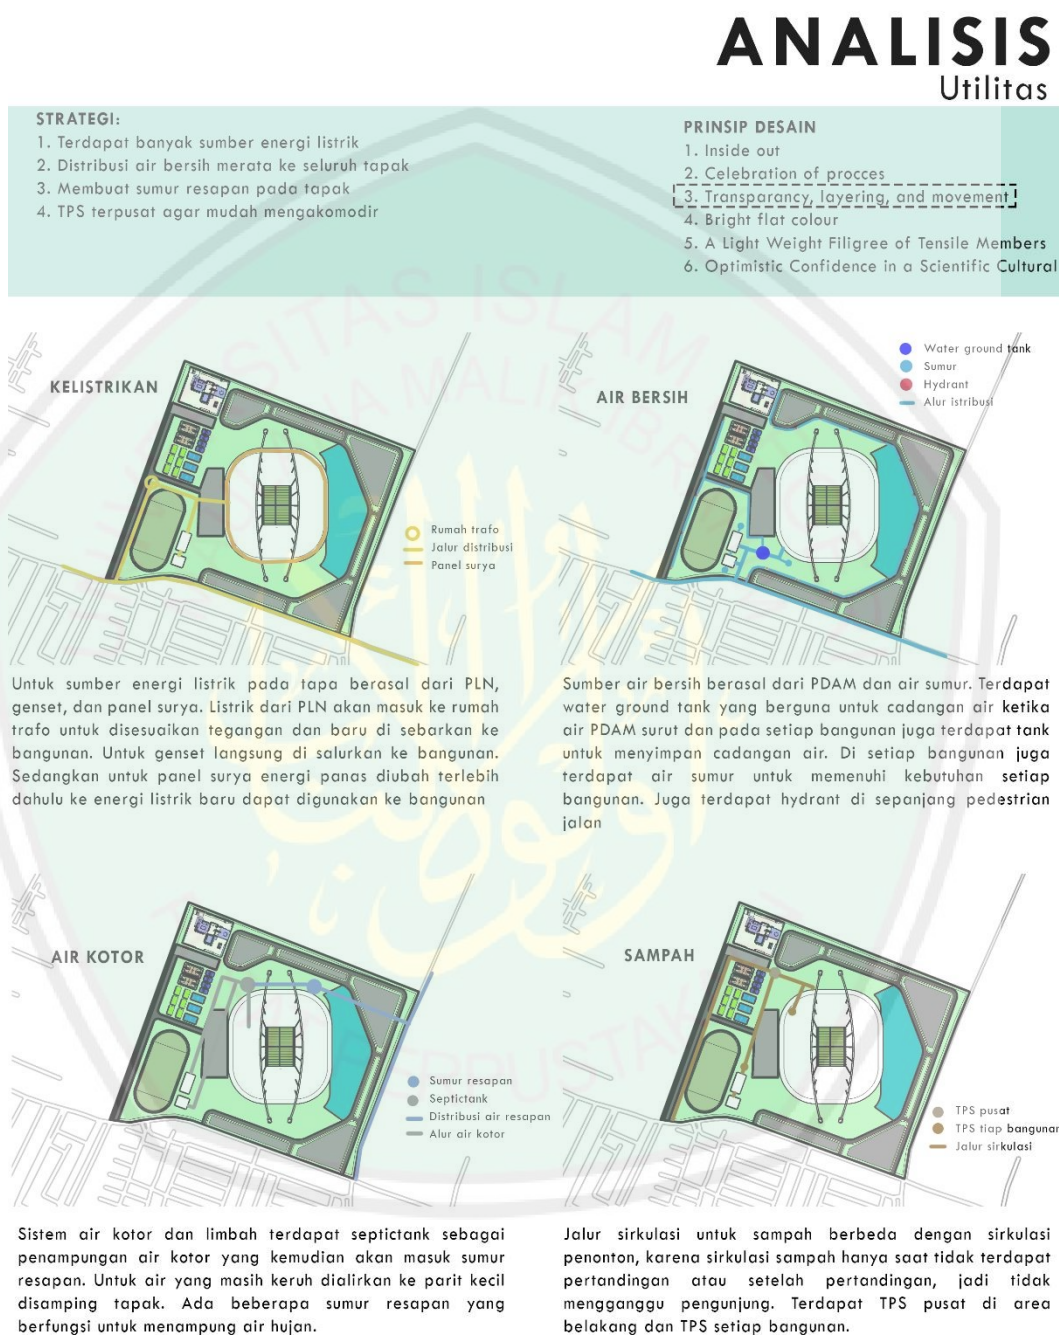 ANALISIS
Utilitas
STRATEGI:
1. Terdapat banyak sumber energi listrik
2. Distribusi air bersih merata ke seluruh tapak
3. Membuat sumur resapan pada tapak
4. TPS terpusat agar mudah mengakomodir
PRINSIP DESAIN
1. Inside out
2. Celebration of procces
3. Transparancy, layering, and movement
4. Bright flat colour
5. A Light Weight Filigree of Tensile Members
6. Optimistic Confidence in a Scientific Cultural
KELISTRIKAN
Rumah trafo
Jalur distribusi
Panel surya
AIR BERSIH
Water ground tank
Sumur
Hydrant
Alur istribusi
Untuk sumber energi listrik pada tapa berasal dari PLN,
genset, dan panel surya. Listrik dari PLN akan masuk ke rumah
trafo untuk disesuaikan tegangan dan baru di sebarkan ke
bangunan. Untuk genset langsung di salurkan ke bangunan.
Sedangkan untuk panel surya energi panas diubah terlebih
dahulu ke energi listrik baru dapat digunakan ke bangunan
Sumber air bersih berasal dari PDAM dan air sumur. Terdapat
water ground tank yang berguna untuk cadangan air ketika
air PDAM surut dan pada setiap bangunan juga terdapat tank
untuk menyimpan cadangan air. Di setiap bangunan juga
terdapat air sumur untuk memenuhi kebutuhan setiap
bangunan. Juga terdapat hydrant di sepanjang pedestrian
jalan
AIR KOTOR
Sumur resapan
Septictank
Distribusi air resapan
Alur air kotor
SAMPAH
TPS pusat
TPS tiap bangunan
Jalur sirkulasi
Sistem air kotor dan limbah terdapat septictank sebagai
penampungan air kotor yang kemudian akan masuk sumur
resapan. Untuk air yang masih keruh dialirkan ke parit kecil
disamping tapak. Ada beberapa sumur resapan yang
berfungsi untuk menampung air hujan.
Jalur sirkulasi untuk sampah berbeda dengan sirkulasi
penonton, karena sirkulasi sampah hanya saat tidak terdapat
pertandingan atau setelah pertandingan, jadi tidak
mengganggu pengunjung. Terdapat TPS pusat di area
belakang dan TPS setiap bangunan.